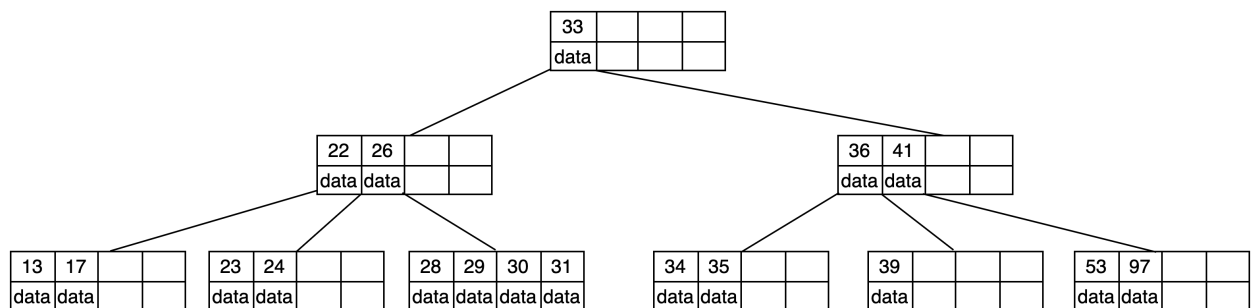 33
data
22 26
data data
36 41
data data
13 17
data data
23 24
data data
28 29 30 31
data data data data
34 35
data data
39
data
53 97
data data